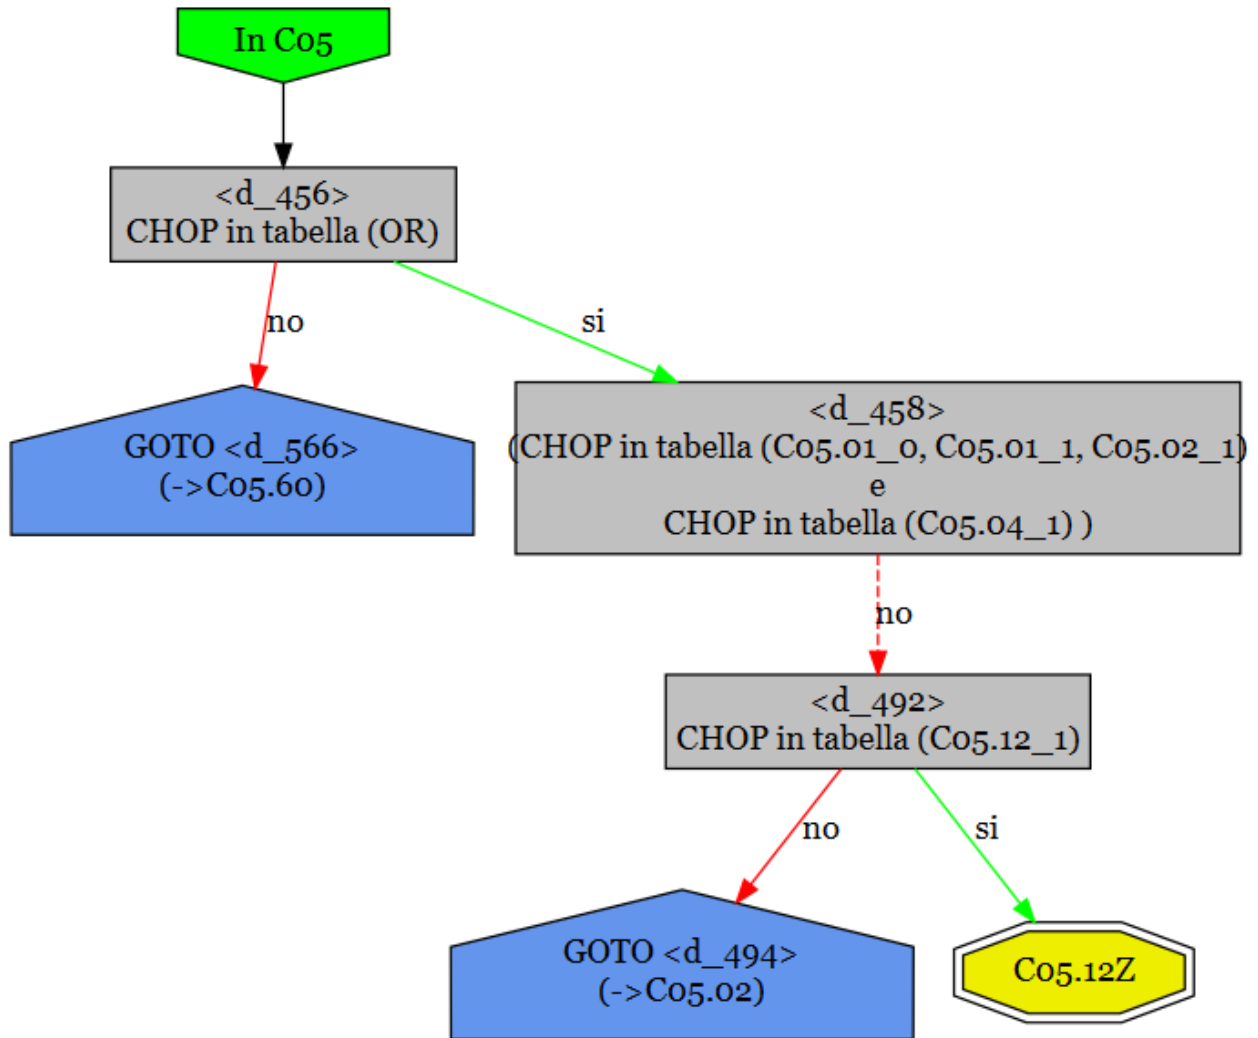 In C05
<d_456>
CHOP in tabella (OR)
no
si
GOTO <d_566>
(->C05.60)
<d_458>
(CHOP in tabella (C05.01_0, C05.01_1, C05.02_1)
e
CHOP in tabella (C05.04_1) )
no
<d_492>
CHOP in tabella (C05.12_1)
no
si
GOTO <d_494>
(->C05.02)
C05.12Z